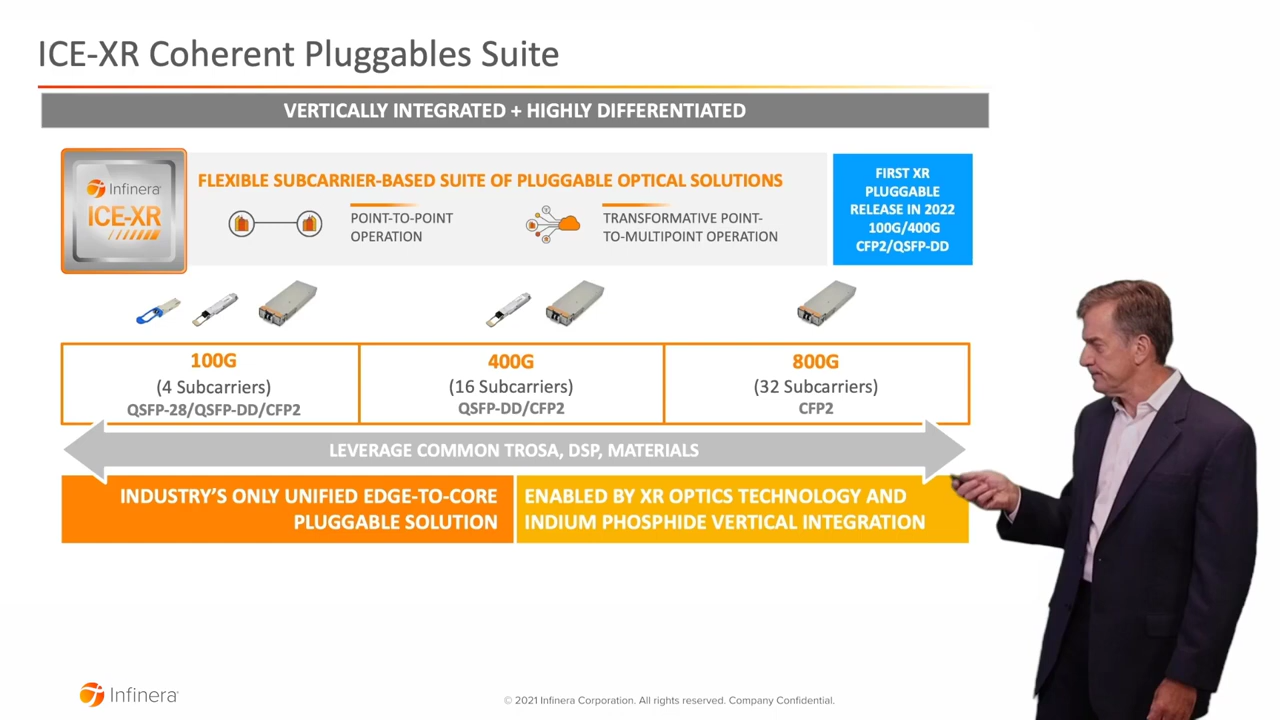 ICE-XR Coherent Pluggables Suite
VERTICALLY INTEGRATED + HIGHLY DIFFERENTIATED
Infinera
ICE-XR
FLEXIBLE SUBCARRIER-BASED SUITE OF PLUGGABLE OPTICAL SOLUTIONS
POINT-TO-POINT
OPERATION
TRANSFORMATIVE POINT-
TO-MULTIPOINT OPERATION
FIRST XR
PLUGGABLE
RELEASE IN 2022
100G/400G
CFP2/QSFP-DD
100G
(4 Subcarriers)
QSFP-28/QSFP-DD/CFP2
400G
(16 Subcarriers)
QSFP-DD/CFP2
800G
(32 Subcarriers)
CFP2
LEVERAGE COMMON TROSA, DSP, MATERIALS
INDUSTRY'S ONLY UNIFIED EDGE-TO-CORE
PLUGGABLE SOLUTION
ENABLED BY XR OPTICS TECHNOLOGY AND
INDIUM PHOSPHIDE VERTICAL INTEGRATION
Infinera
© 2021 Infinera Corporation. All rights reserved. Company Confidential.